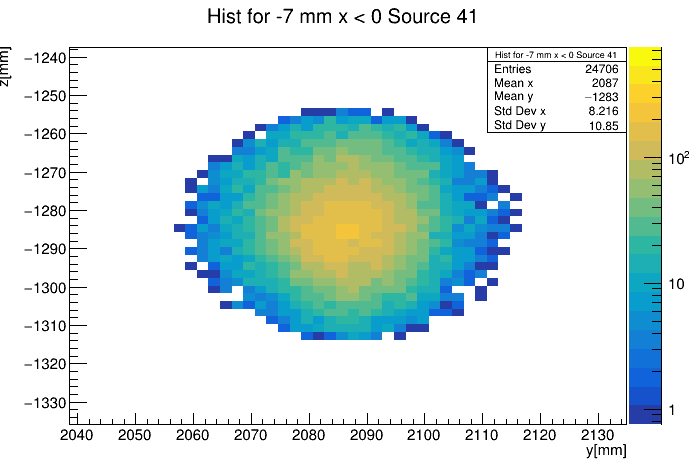 Hist for -7 mm x < 0 Source 41
z[mm]
−1240
−1250
−1260
−1270
−1280
−1290
−1300
−1310
−1320
−1330
Hist for -7 mm x < 0 Source 41
Entries 24706
Mean x 2087
Mean y −1283
Std Dev x 8.216
Std Dev y 10.85
10²
10
1
2040 2050 2060 2070 2080 2090 2100 2110 2120 2130
y[mm]